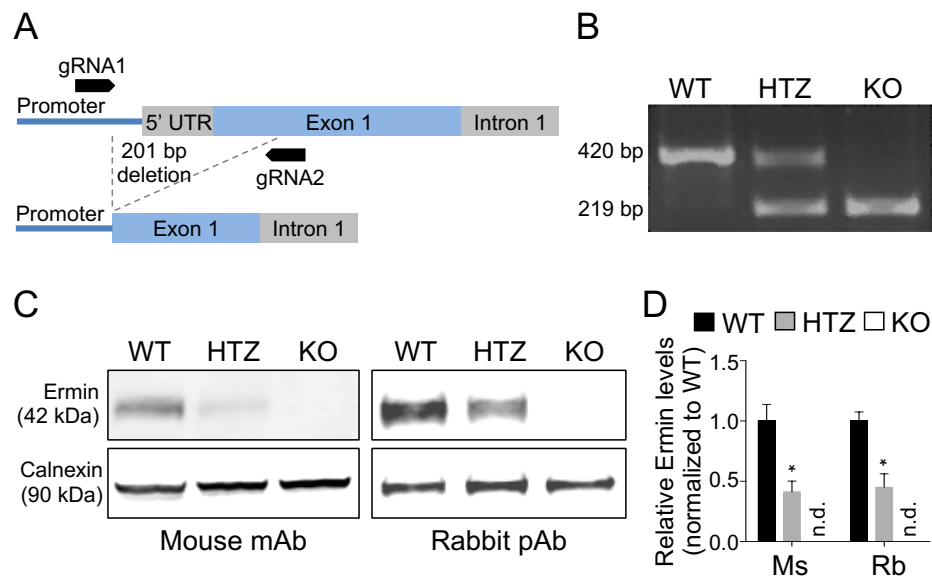 A
gRNA1
Promoter
5' UTR Exon 1 Intron 1
201 bp
deletion
gRNA2
Promoter
Exon 1 Intron 1
B
WT HTZ KO
420 bp
219 bp
C
WT HTZ KO WT HTZ KO
Ermin
(42 kDa)
Calnexin
(90 kDa)
Mouse mAb Rabbit pAb
D
WT HTZ KO
Relative Ermin levels
(normalized to WT)
1.5
1.0
0.5
0.0
* *
n.d. n.d.
Ms Rb